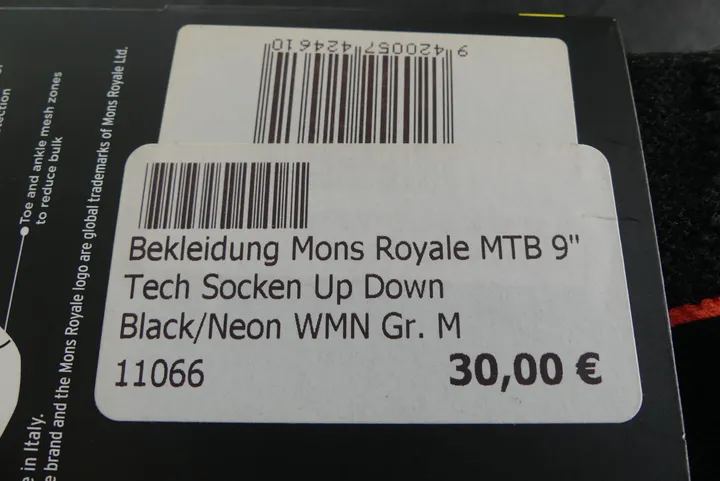 9 420057 424610
Bekleidung Mons Royale MTB 9"
Tech Socken Up Down
Black/Neon WMN Gr. M
11066 30,00 €
Toe and ankle mesh zones
to reduce bulk
e brand and the Mons Royale logo are global trademarks of Mons Royale Ltd.
e in Italy.